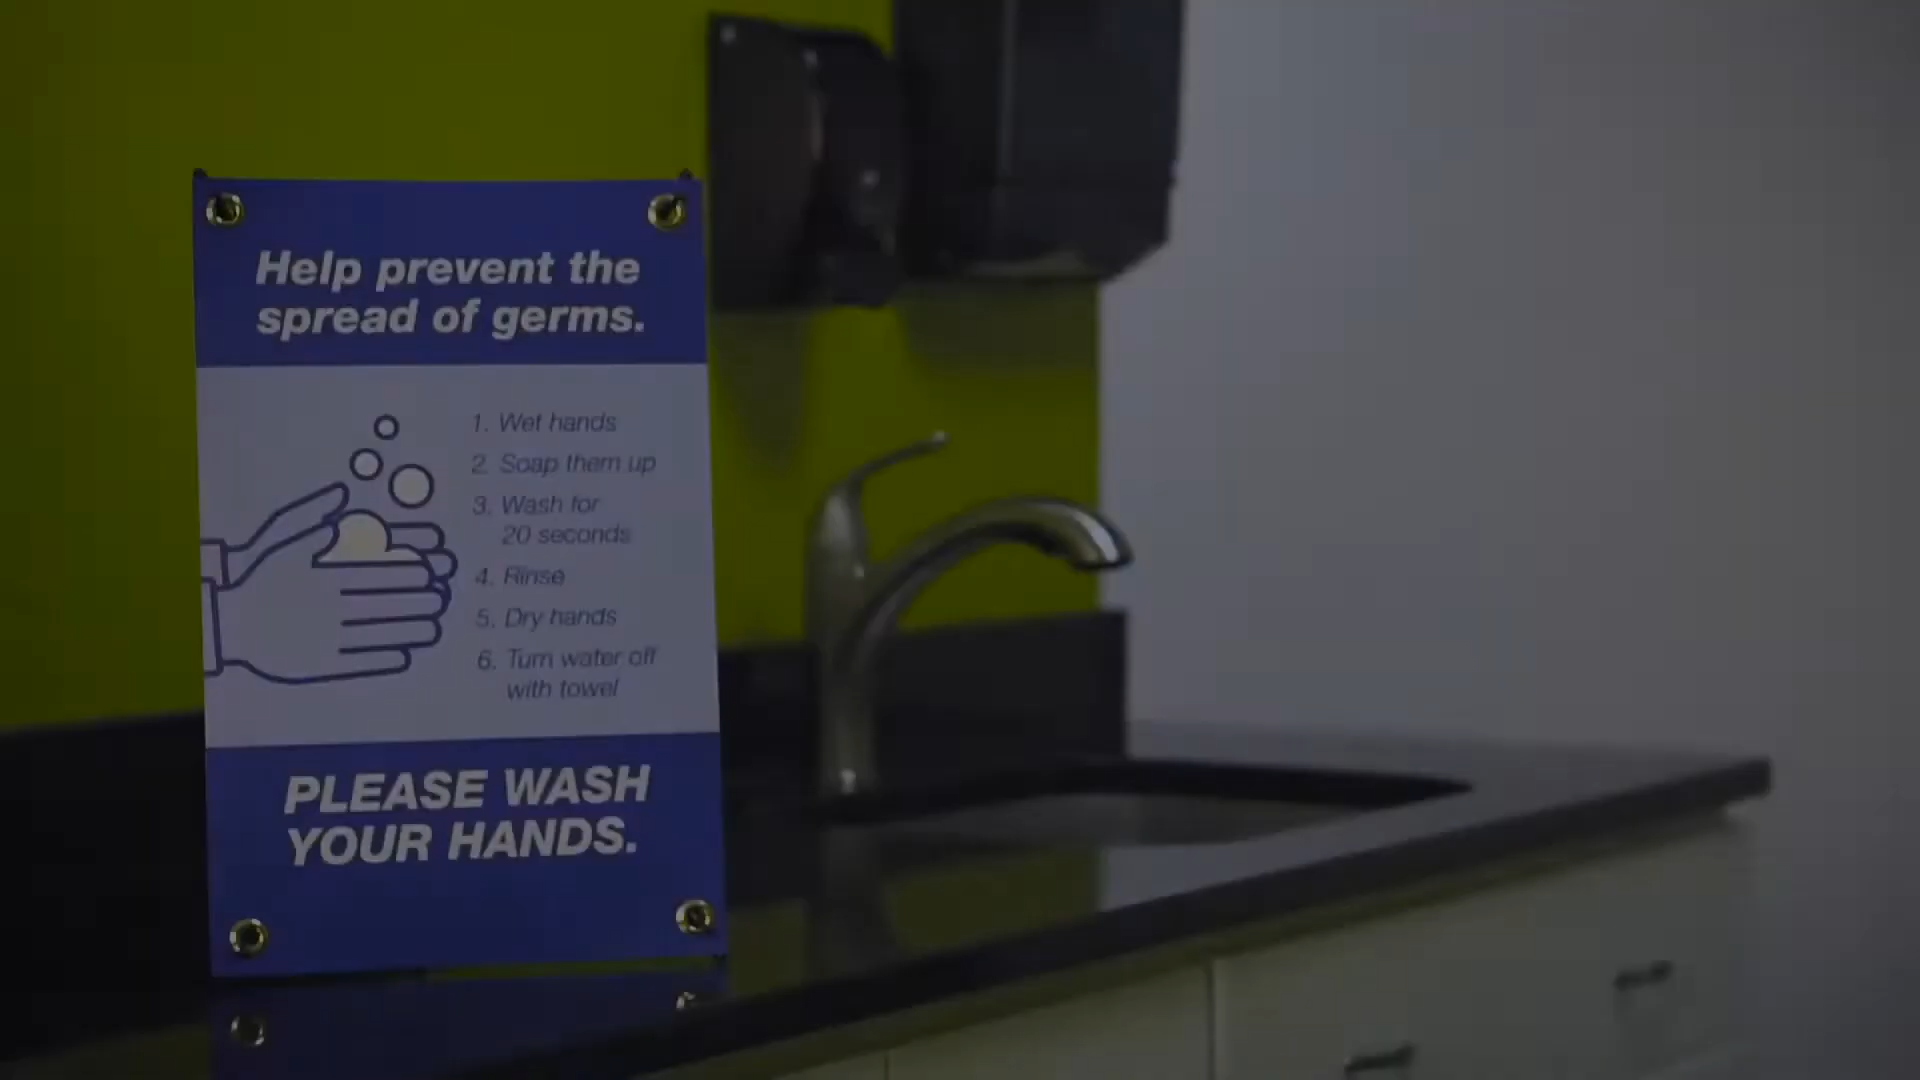 Help prevent the
spread of germs.
1. Wet hands
2. Soap them up
3. Wash for
20 seconds
4. Rinse
5. Dry hands
6. Turn water off
with towel
PLEASE WASH
YOUR HANDS.